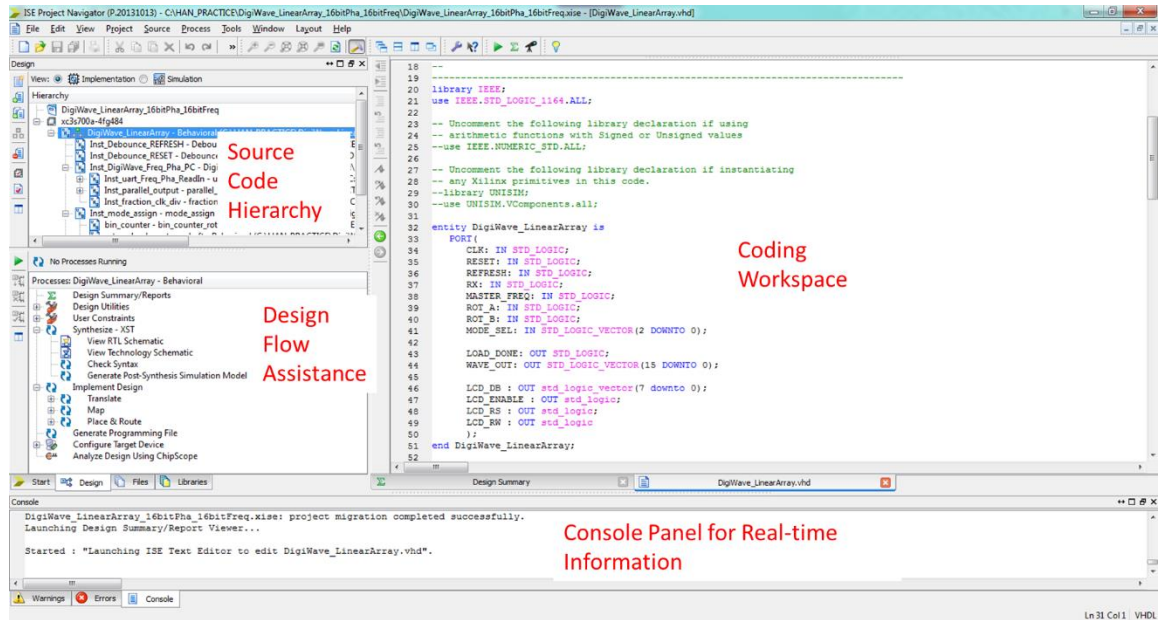 ISE Project Navigator (P.20131013) - C:\HAN_PRACTICE\DigiWave_LinearArray_16bitPha_16bitFreq\DigiWave_LinearArray_16bitPha_16bitFreq.xise - [DigiWave_LinearArray.vhd]
File Edit View Project Source Process Tools Window Layout Help
Design
View: Implementation Simulation
Hierarchy
DigiWave_LinearArray_16bitPha_16bitFreq
xc3s700a-4fg484
DigiWave_LinearArray - Behavioral
Inst_Debounce_REFRESH - Debou
Inst_Debounce_RESET - Debounce
Inst_DigiWave_Freq_Pha_PC - Digi
Inst_uart_Freq_Pha_ReadIn - u
Inst_parallel_output - parallel_
Inst_fraction_clk_div - fraction
Inst_mode_assign - mode_assign
bin_counter - bin_counter_rot
Source
Code
Hierarchy
No Processes Running
Processes: DigiWave_LinearArray - Behavioral
Design Summary/Reports
Design Utilities
User Constraints
Synthesize - XST
View RTL Schematic
View Technology Schematic
Check Syntax
Generate Post-Synthesis Simulation Model
Implement Design
Translate
Map
Place & Route
Generate Programming File
Configure Target Device
Analyze Design Using ChipScope
Design
Flow
Assistance
Start Design Files Libraries
18 --
19 ----------------------------------------------------------------------------------
20 library IEEE;
21 use IEEE.STD_LOGIC_1164.ALL;
22
23 -- Uncomment the following library declaration if using
24 -- arithmetic functions with Signed or Unsigned values
25 --use IEEE.NUMERIC_STD.ALL;
26
27 -- Uncomment the following library declaration if instantiating
28 -- any Xilinx primitives in this code.
29 --library UNISIM;
30 --use UNISIM.VComponents.all;
31
32 entity DigiWave_LinearArray is
33 PORT(
34 CLK: IN STD_LOGIC;
35 RESET: IN STD_LOGIC;
36 REFRESH: IN STD_LOGIC;
37 RX: IN STD_LOGIC;
38 MASTER_FREQ: IN STD_LOGIC;
39 ROT_A: IN STD_LOGIC;
40 ROT_B: IN STD_LOGIC;
41 MODE_SEL: IN STD_LOGIC_VECTOR(2 DOWNTO 0);
42
43 LOAD_DONE: OUT STD_LOGIC;
44 WAVE_OUT: OUT STD_LOGIC_VECTOR(15 DOWNTO 0);
45
46 LCD_DB : OUT std_logic_vector(7 downto 0);
47 LCD_ENABLE : OUT std_logic;
48 LCD_RS : OUT std_logic;
49 LCD_RW : OUT std_logic
50 );
51 end DigiWave_LinearArray;
52
Coding
Workspace
Design Summary DigiWave_LinearArray.vhd
Console
DigiWave_LinearArray_16bitPha_16bitFreq.xise: project migration completed successfully.
Launching Design Summary/Report Viewer...
Started : "Launching ISE Text Editor to edit DigiWave_LinearArray.vhd".
Console Panel for Real-time
Information
Warnings Errors Console
Ln 31 Col 1 VHDL